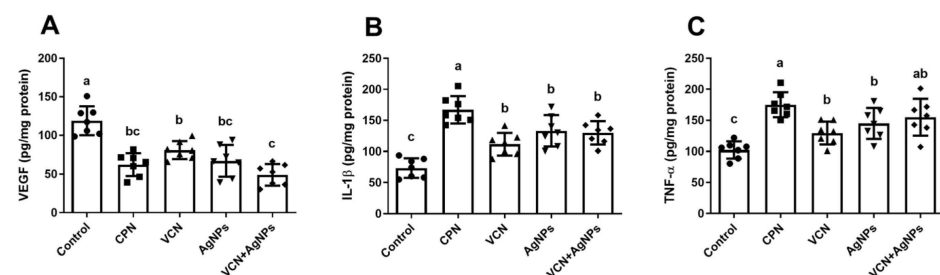 A
VEGF (pg/mg protein)
200
150
100
50
0
a
bc
b
bc
c
Control
CPN
VCN
AgNPs
VCN+AgNPs
B
IL-1β (pg/mg protein)
250
200
150
100
50
0
c
a
b
b
b
Control
CPN
VCN
AgNPs
VCN+AgNPs
C
TNF-α (pg/mg protein)
250
200
150
100
50
0
c
a
b
b
ab
Control
CPN
VCN
AgNPs
VCN+AgNPs